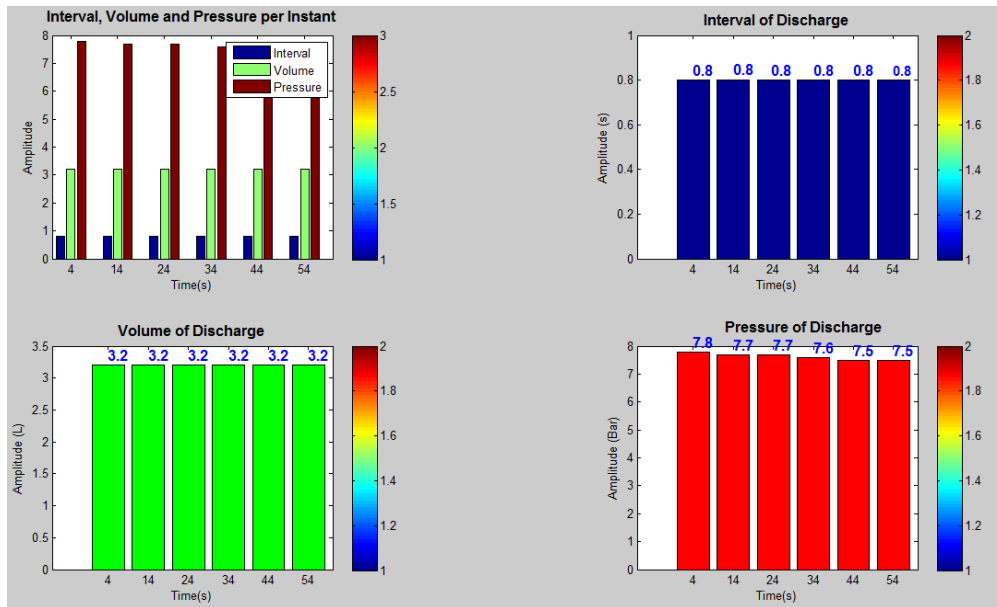 Interval, Volume and Pressure per Instant
8
7
6
5
4
3
2
1
0
Amplitude
Interval
Volume
Pressure
4 14 24 34 44 54
Time(s)
3
2.5
2
1.5
1
Interval of Discharge
1
0.8
0.6
0.4
0.2
0
Amplitude (s)
0.8 0.8 0.8 0.8 0.8 0.8
4 14 24 34 44 54
Time(s)
2
1.8
1.6
1.4
1.2
1
Volume of Discharge
3.5
3
2.5
2
1.5
1
0.5
0
Amplitude (L)
3.2 3.2 3.2 3.2 3.2 3.2
4 14 24 34 44 54
Time(s)
2
1.8
1.6
1.4
1.2
1
Pressure of Discharge
8
7
6
5
4
3
2
1
0
Amplitude (Bar)
7.8 7.7 7.7 7.6 7.5 7.5
4 14 24 34 44 54
Time(s)
2
1.8
1.6
1.4
1.2
1